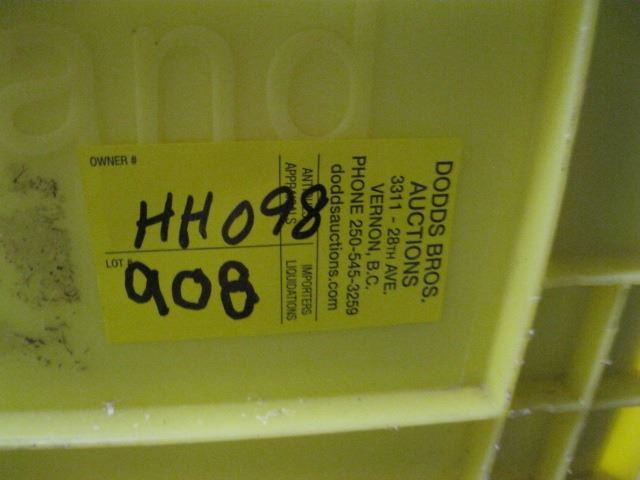 and
OWNER #
HH098
LOT #
908
DODDS BROS.
AUCTIONS
3311 - 28TH AVE.
VERNON, B.C.
PHONE 250-545-3259
doddsauctions.com
IMPORTERS
APPRAISALS LIQUIDATIONS